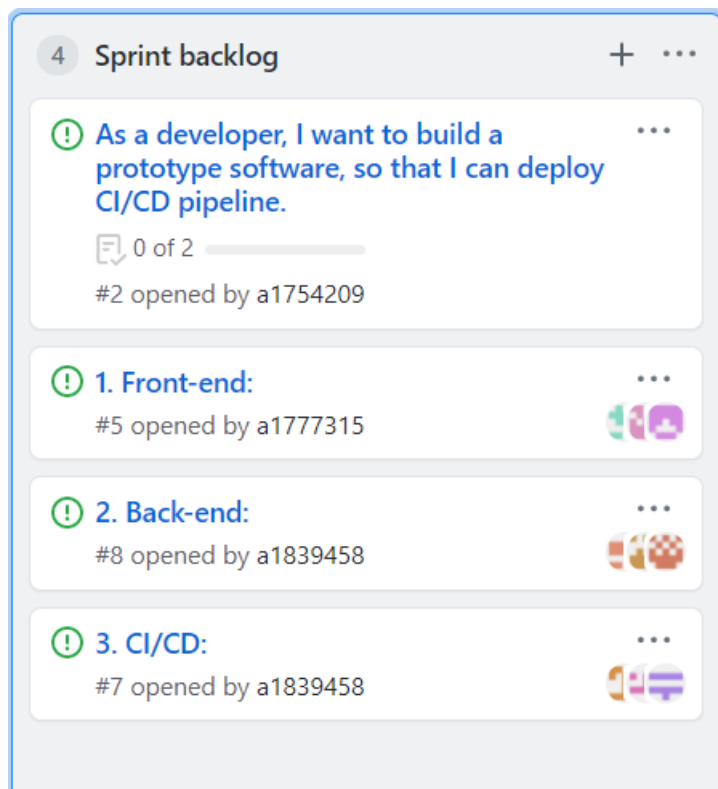 4 Sprint backlog
As a developer, I want to build a
prototype software, so that I can deploy
CI/CD pipeline.
0 of 2
#2 opened by a1754209
1. Front-end:
#5 opened by a1777315
2. Back-end:
#8 opened by a1839458
3. CI/CD:
#7 opened by a1839458